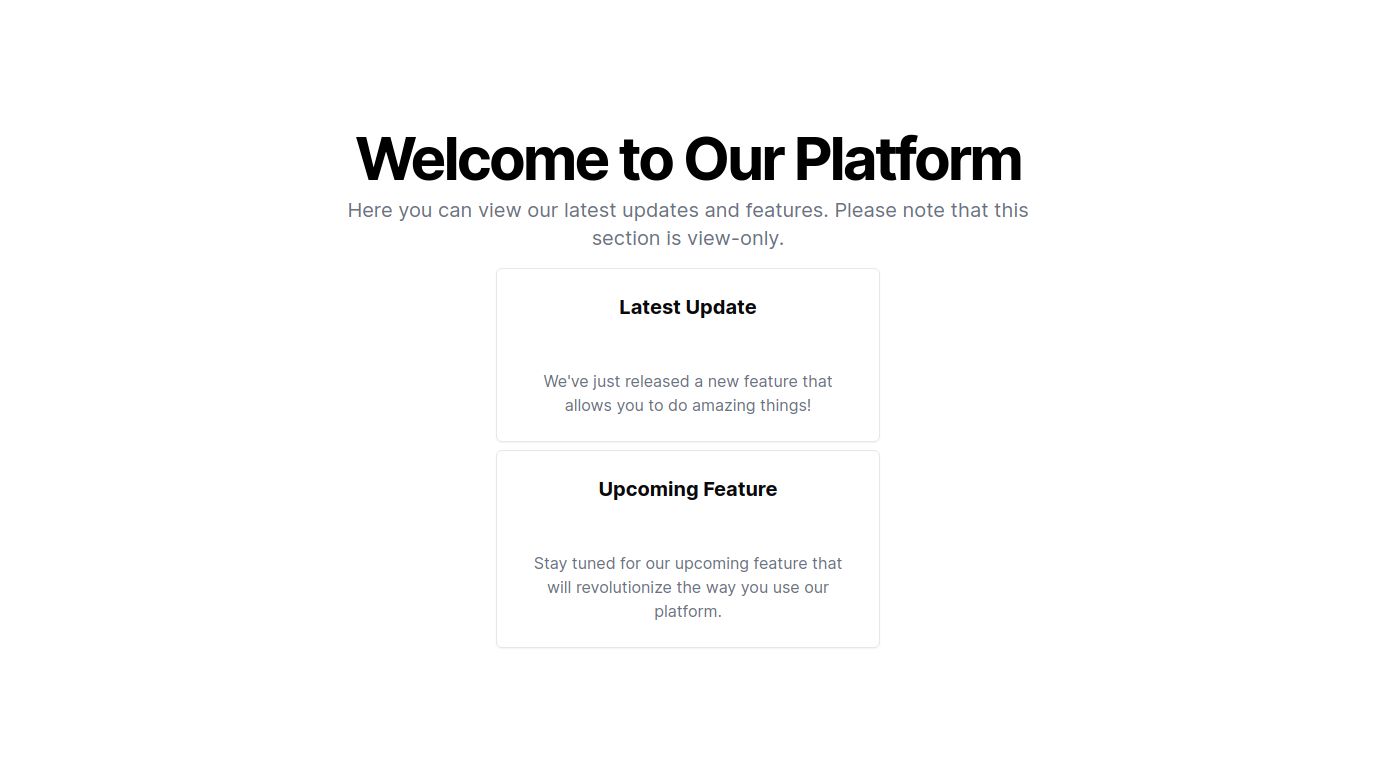 Welcome to Our Platform
Here you can view our latest updates and features. Please note that this
section is view-only.
Latest Update
We've just released a new feature that
allows you to do amazing things!
Upcoming Feature
Stay tuned for our upcoming feature that
will revolutionize the way you use our
platform.